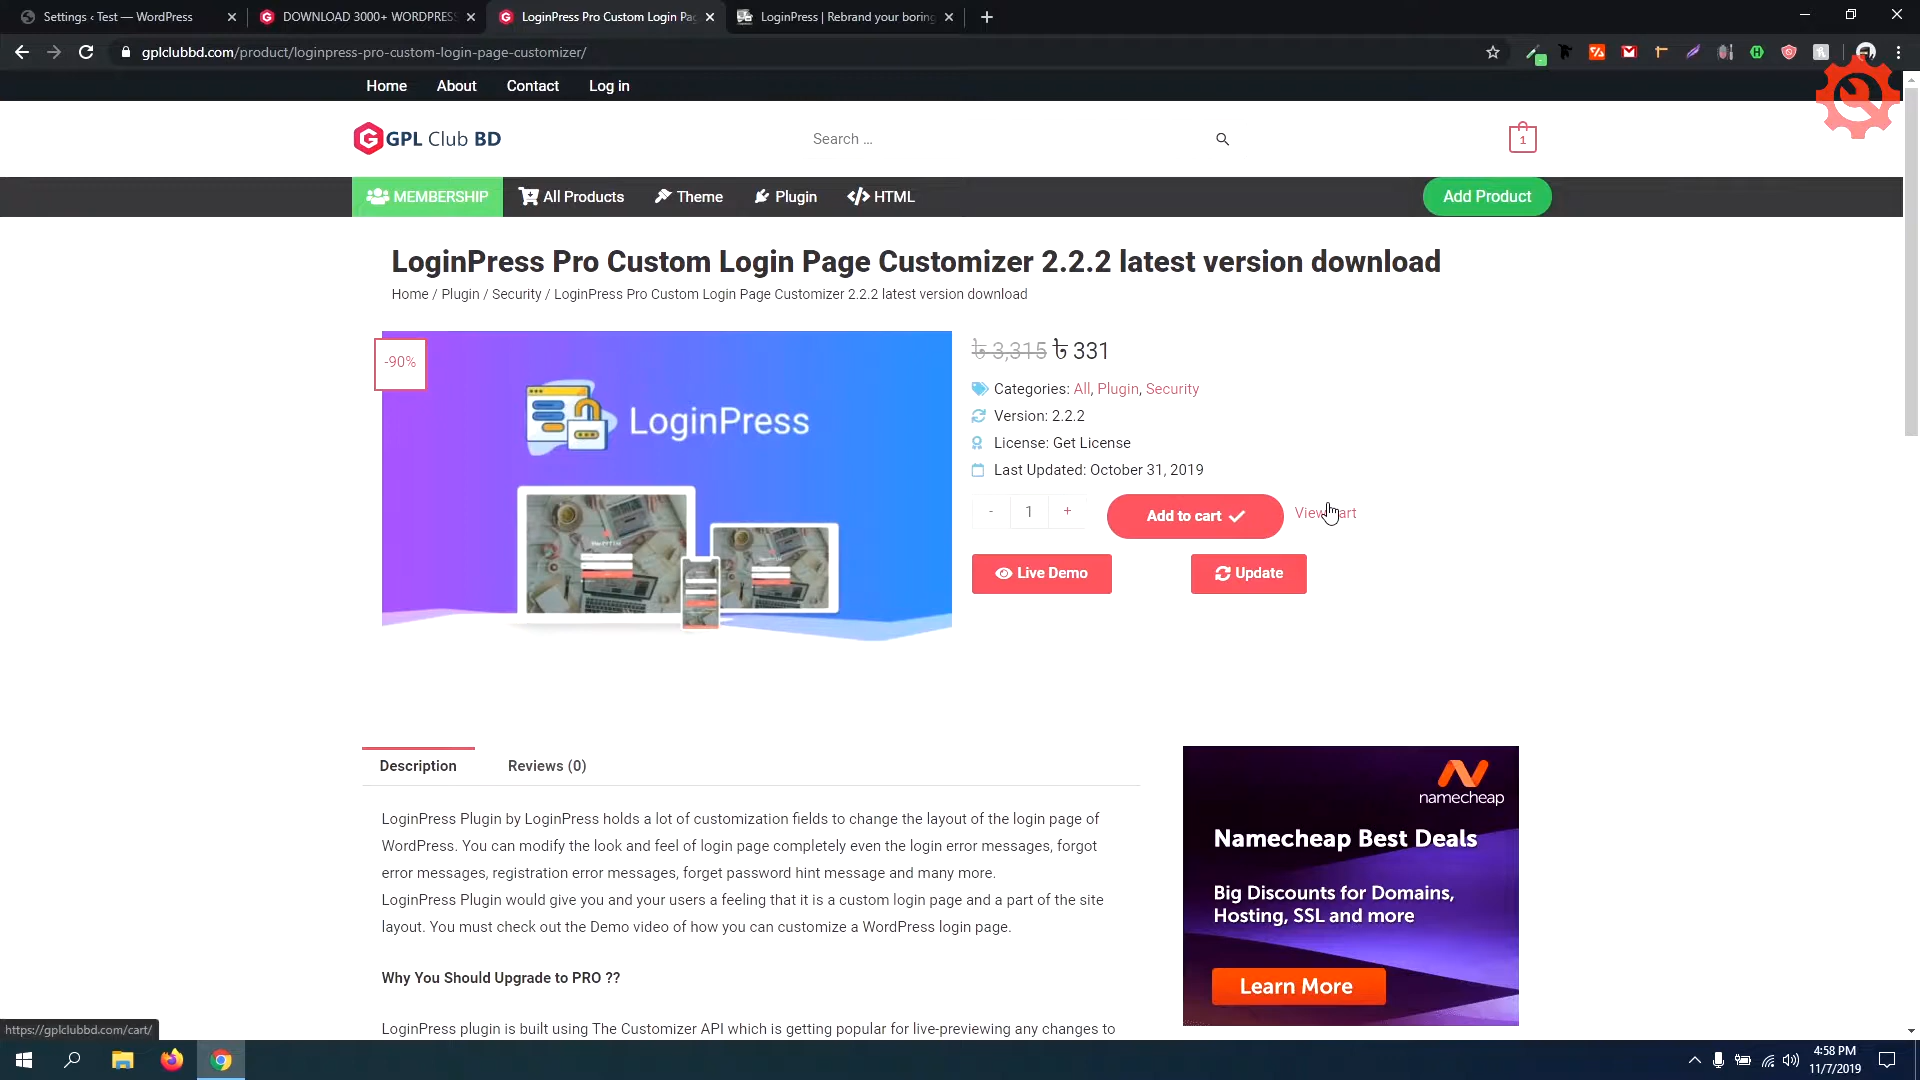 Settings ‹ Test — WordPress
DOWNLOAD 3000+ WORDPRESS
LoginPress Pro Custom Login Pag
LoginPress | Rebrand your boring
gplclubbd.com/product/loginpress-pro-custom-login-page-customizer/
Home About Contact Log in
GPL Club BD
Search …
1
MEMBERSHIP All Products Theme Plugin HTML
Add Product
LoginPress Pro Custom Login Page Customizer 2.2.2 latest version download
Home / Plugin / Security / LoginPress Pro Custom Login Page Customizer 2.2.2 latest version download
-90%
LoginPress
৳ 3,315 ৳ 331
Categories: All, Plugin, Security
Version: 2.2.2
License: Get License
Last Updated: October 31, 2019
- 1 +
Add to cart
View cart
Live Demo
Update
Description
Reviews (0)
LoginPress Plugin by LoginPress holds a lot of customization fields to change the layout of the login page of
WordPress. You can modify the look and feel of login page completely even the login error messages, forgot
error messages, registration error messages, forget password hint message and many more.
LoginPress Plugin would give you and your users a feeling that it is a custom login page and a part of the site
layout. You must check out the Demo video of how you can customize a WordPress login page.
Why You Should Upgrade to PRO ??
LoginPress plugin is built using The Customizer API which is getting popular for live-previewing any changes to
namecheap
Namecheap Best Deals
Big Discounts for Domains,
Hosting, SSL and more
Learn More
https://gplclubbd.com/cart/
4:58 PM
11/7/2019